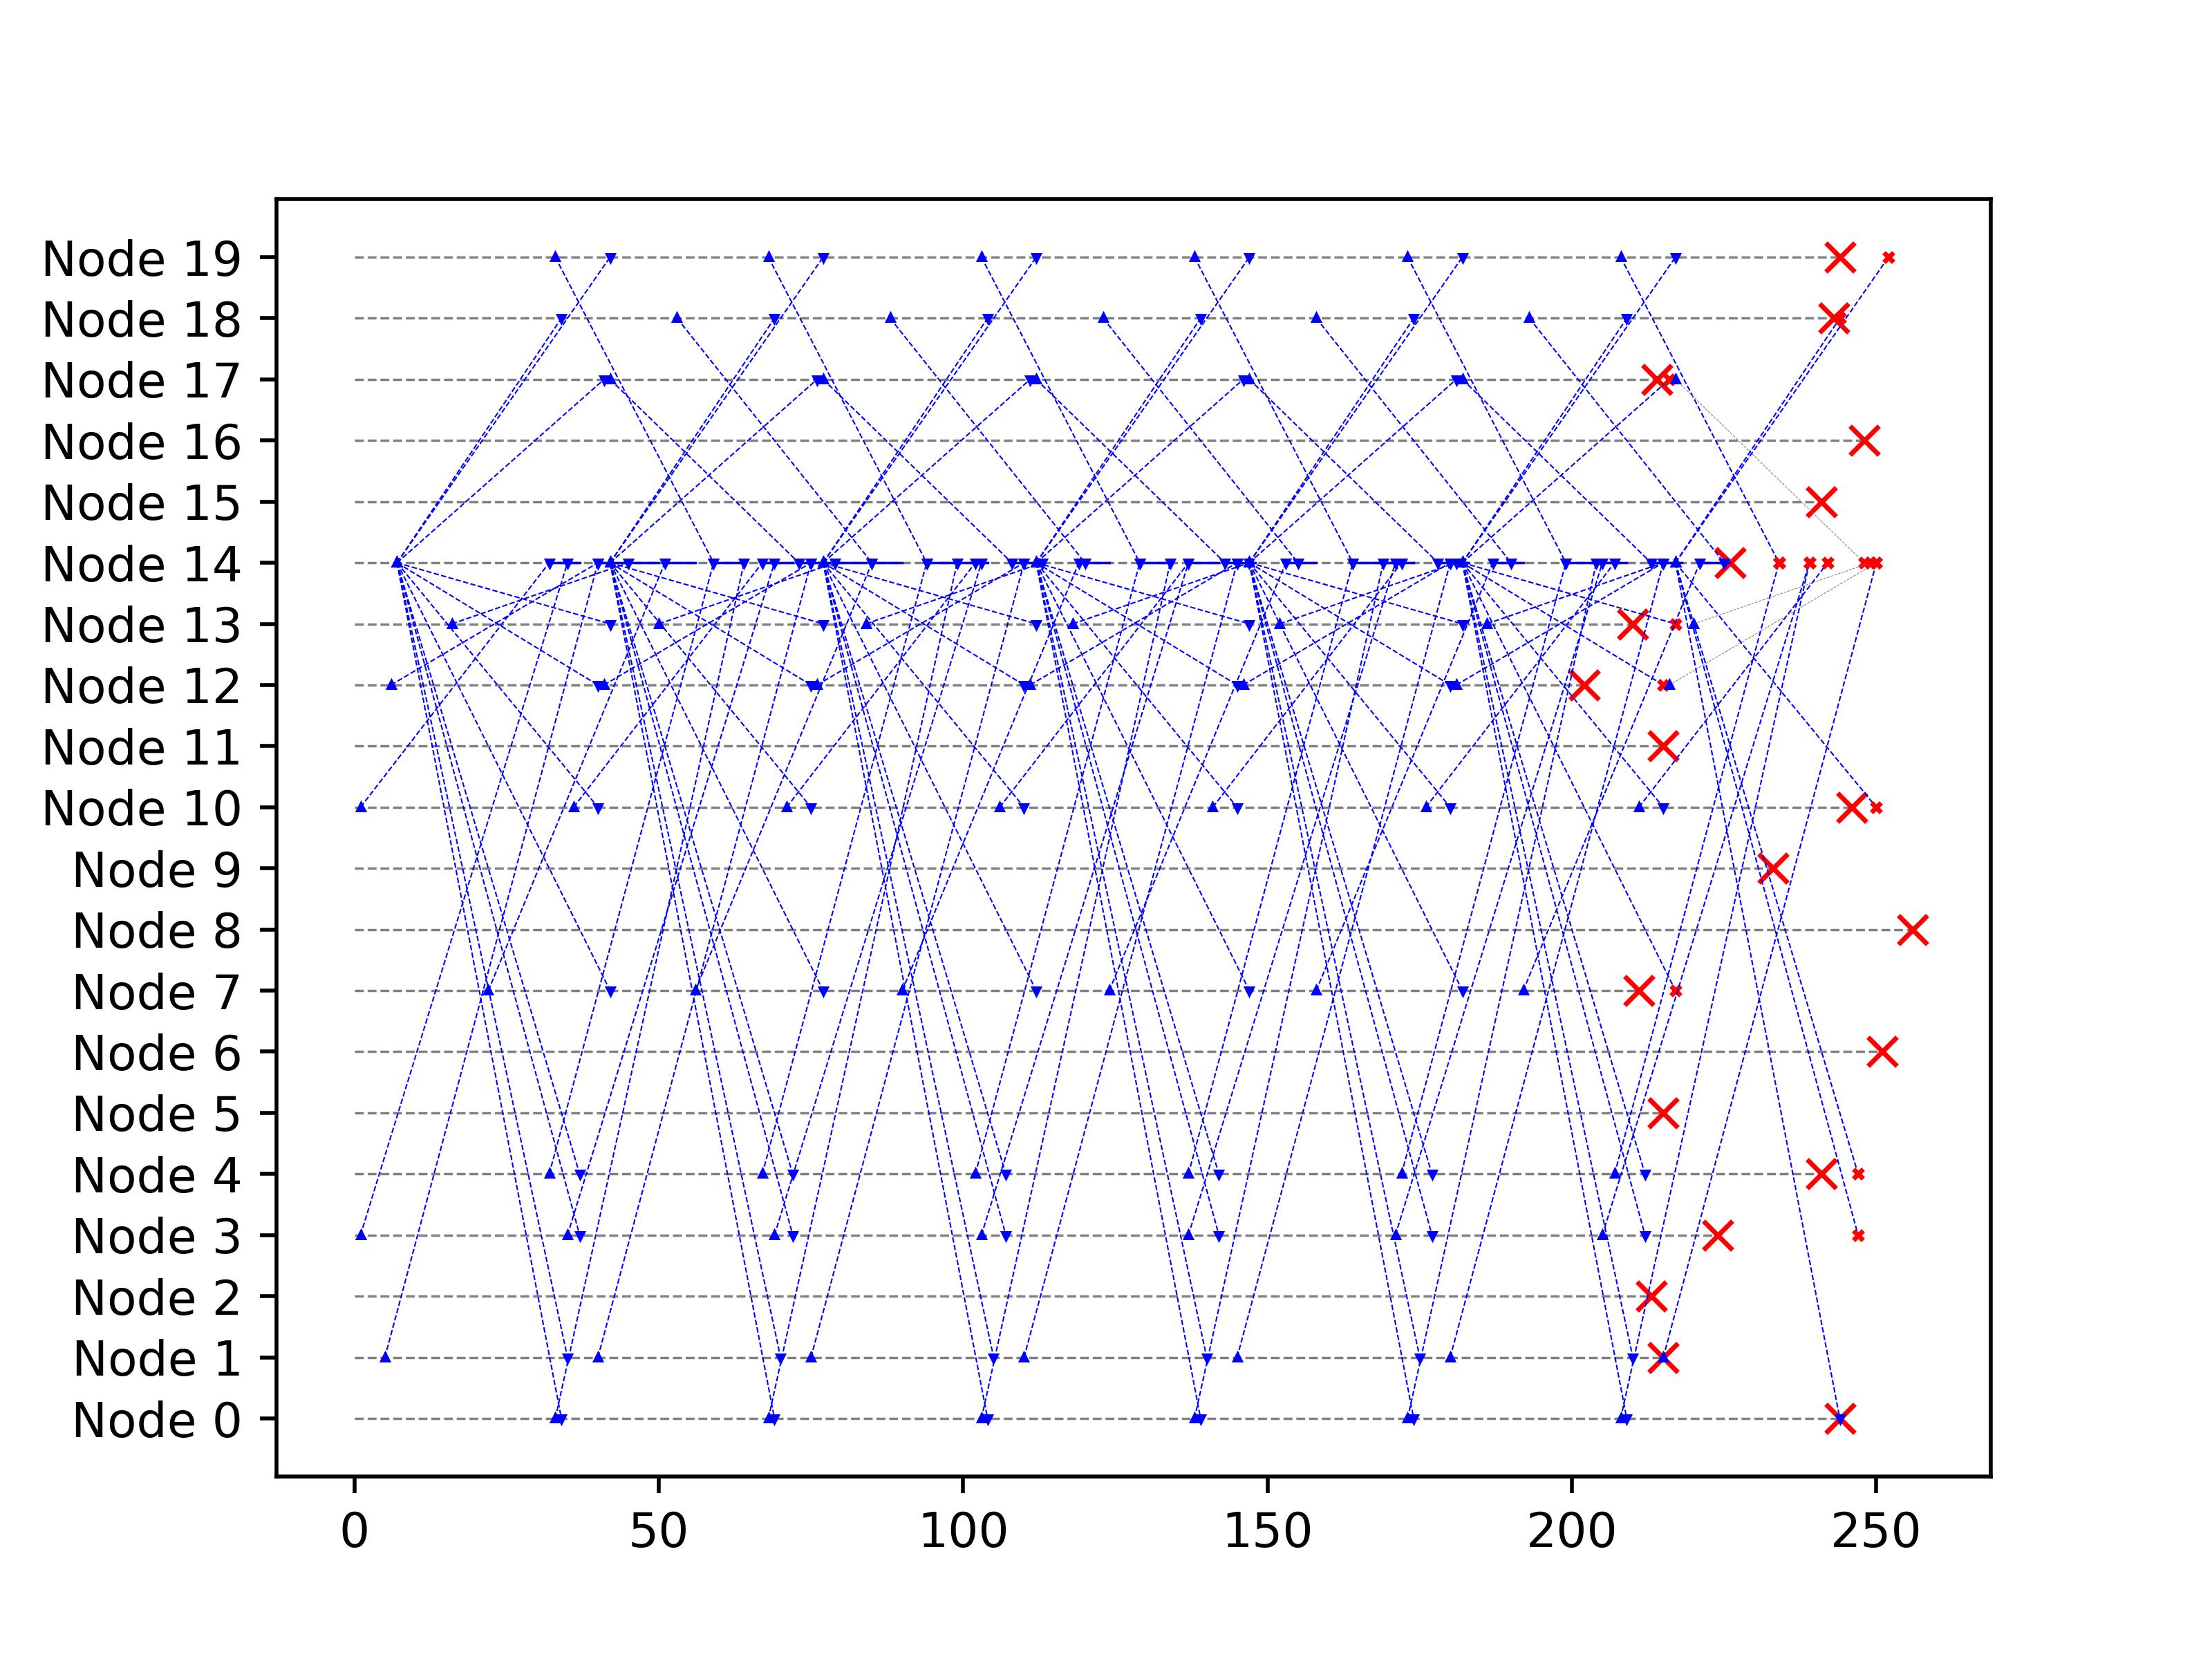 Node 19
Node 18
Node 17
Node 16
Node 15
Node 14
Node 13
Node 12
Node 11
Node 10
Node 9
Node 8
Node 7
Node 6
Node 5
Node 4
Node 3
Node 2
Node 1
Node 0
0 50 100 150 200 250